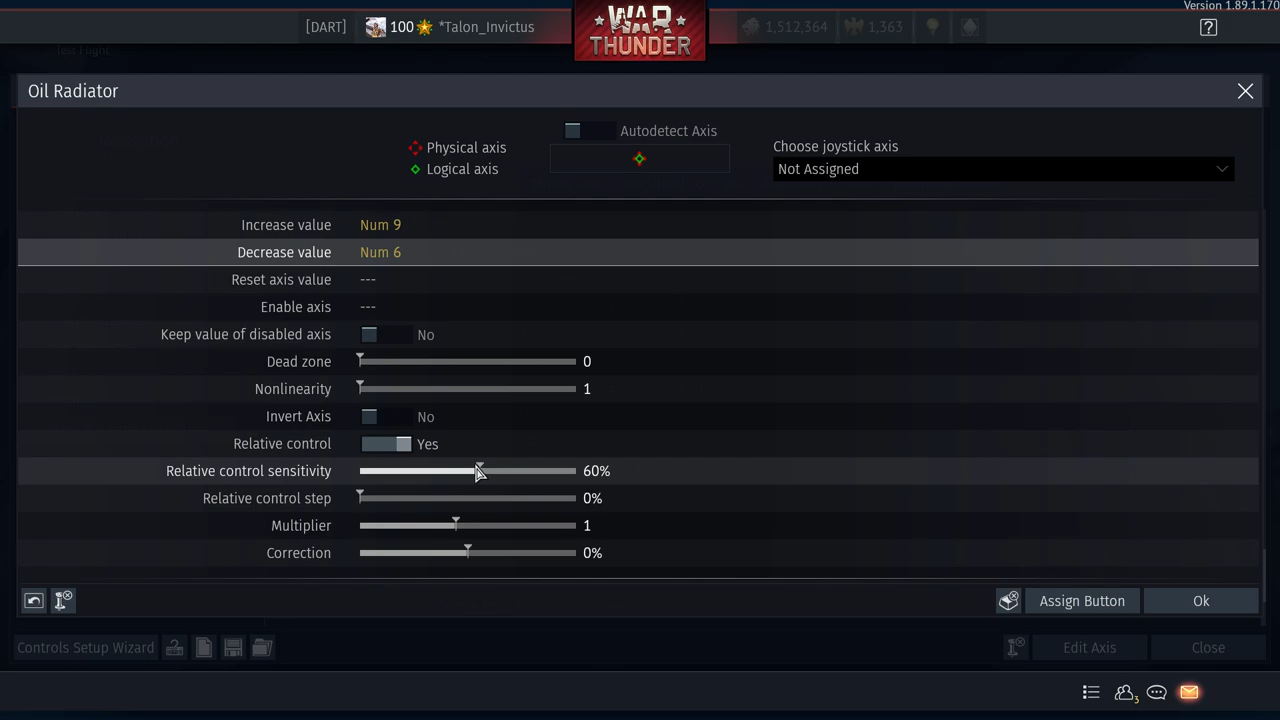 Version 1.89.1.170
[DART] 100 *Talon_Invictus
WAR
THUNDER
1,512,364 1,363
Test Flight
Oil Radiator
Autodetect Axis
Physical axis
Logical axis
Choose joystick axis
Not Assigned
Increase value Num 9
Decrease value Num 6
Reset axis value ---
Enable axis ---
Keep value of disabled axis No
Dead zone 0
Nonlinearity 1
Invert Axis No
Relative control Yes
Relative control sensitivity 60%
Relative control step 0%
Multiplier 1
Correction 0%
Assign Button Ok
Controls Setup Wizard Edit Axis Close
3